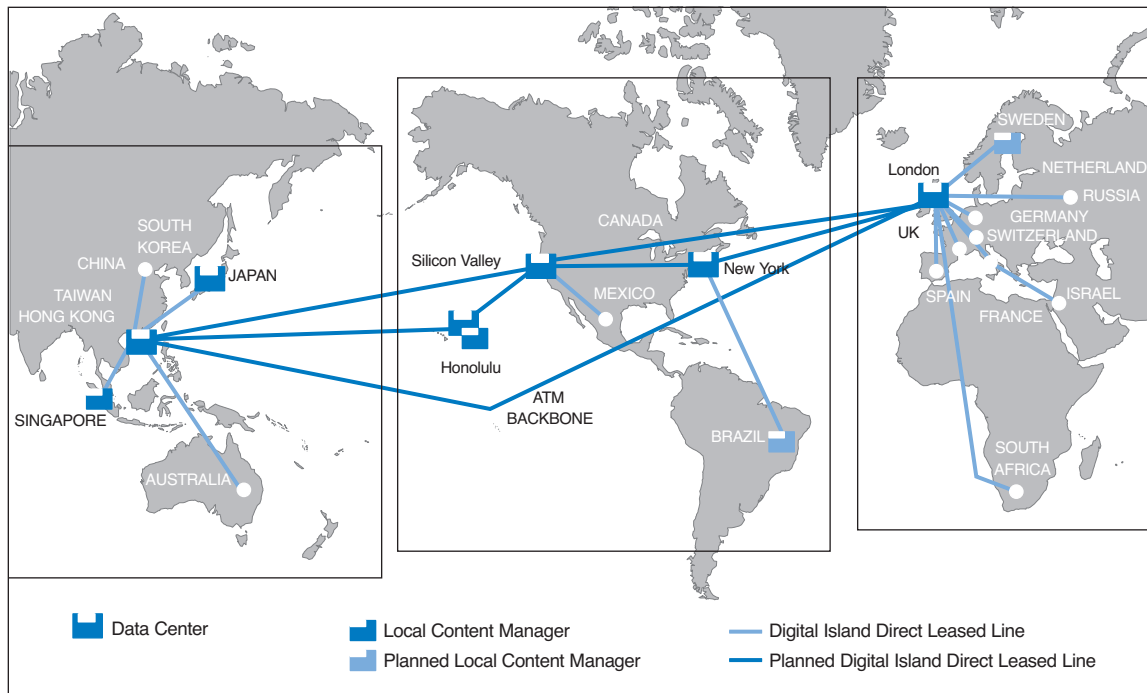 SWEDEN
NETHERLAND
London
RUSSIA
GERMANY
UK
SWITZERLAND
CANADA
SOUTH
KOREA
CHINA
JAPAN
Silicon Valley
New York
TAIWAN
HONG KONG
MEXICO
SPAIN
ISRAEL
FRANCE
Honolulu
ATM
BACKBONE
SINGAPORE
BRAZIL
SOUTH
AFRICA
AUSTRALIA
Data Center
Local Content Manager
Planned Local Content Manager
Digital Island Direct Leased Line
Planned Digital Island Direct Leased Line